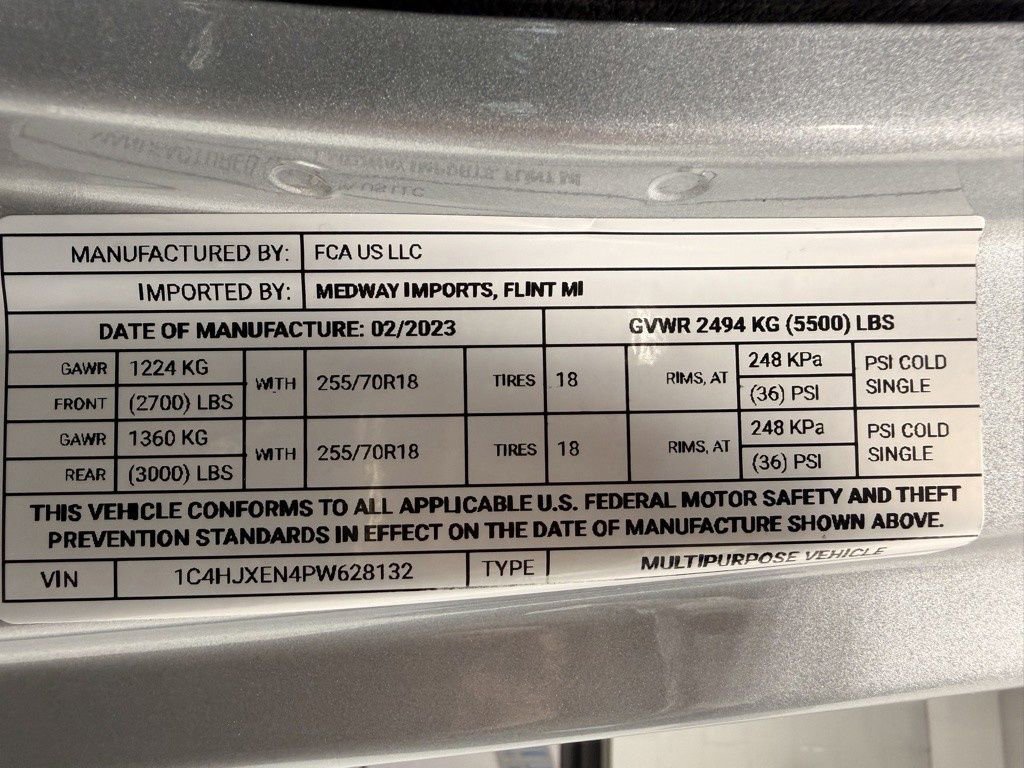 MANUFACTURED BY: FCA US LLC
IMPORTED BY: MEDWAY IMPORTS, FLINT MI
DATE OF MANUFACTURE: 02/2023 GVWR 2494 KG (5500) LBS
GAWR 1224 KG WITH 255/70R18 TIRES 18 RIMS, AT 248 KPa PSI COLD
FRONT (2700) LBS (36) PSI SINGLE
GAWR 1360 KG WITH 255/70R18 TIRES 18 RIMS, AT 248 KPa PSI COLD
REAR (3000) LBS (36) PSI SINGLE
THIS VEHICLE CONFORMS TO ALL APPLICABLE U.S. FEDERAL MOTOR SAFETY AND THEFT
PREVENTION STANDARDS IN EFFECT ON THE DATE OF MANUFACTURE SHOWN ABOVE.
VIN 1C4HJXEN4PW628132 TYPE MULTIPURPOSE VEHICLE